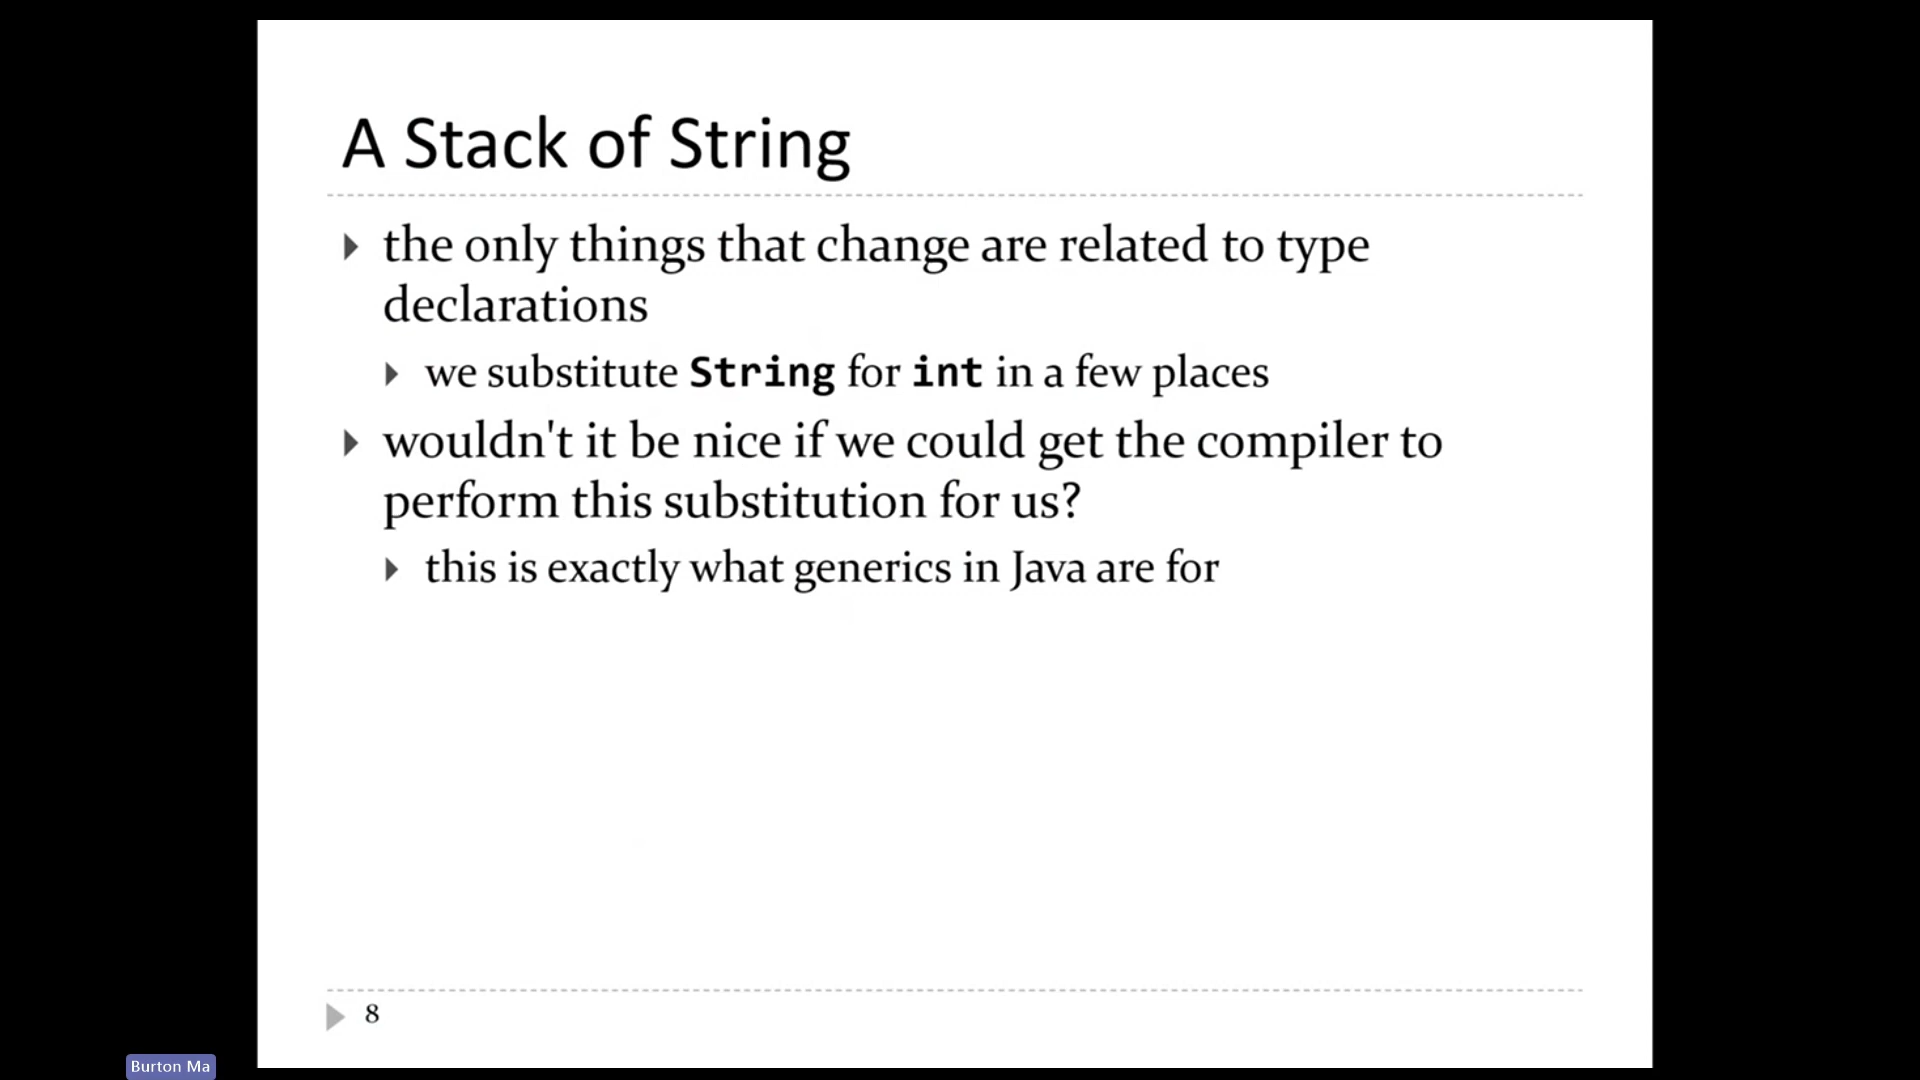 A Stack of String
the only things that change are related to type
declarations
we substitute String for int in a few places
wouldn't it be nice if we could get the compiler to
perform this substitution for us?
this is exactly what generics in Java are for
8
Burton Ma